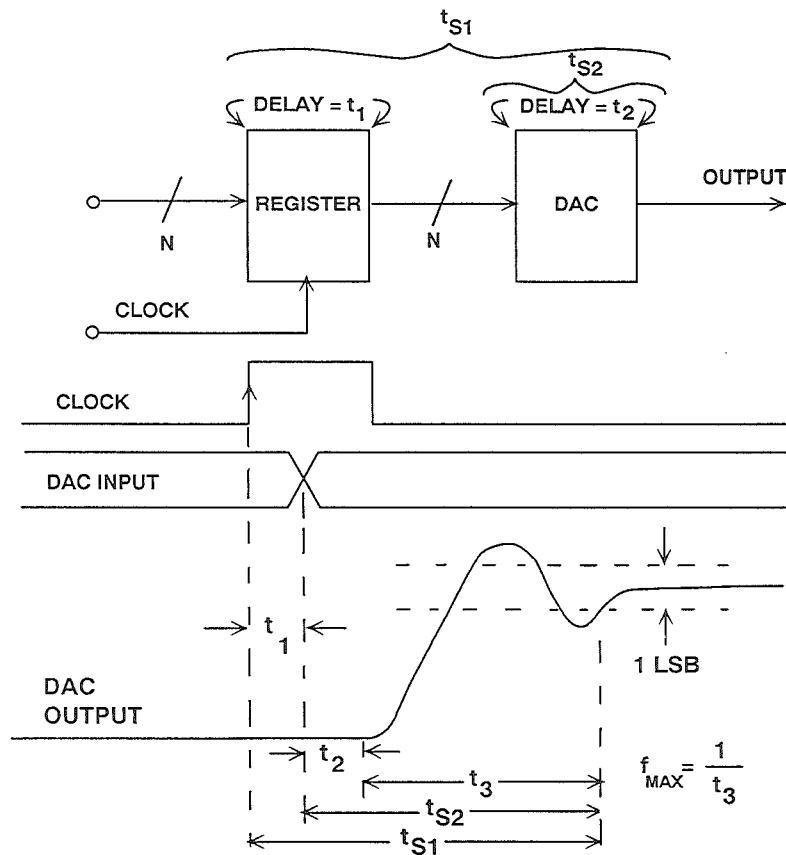 tS1
tS2
DELAY = t1
DELAY = t2
OUTPUT
REGISTER
DAC
N
N
CLOCK
CLOCK
DAC INPUT
t1
1 LSB
DAC
OUTPUT
t2
t3
fMAX = 1/t3
tS2
tS1